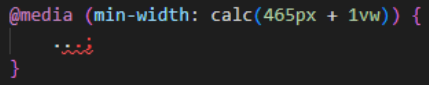 @media (min-width: calc(465px + 1vw)) {
...;
}